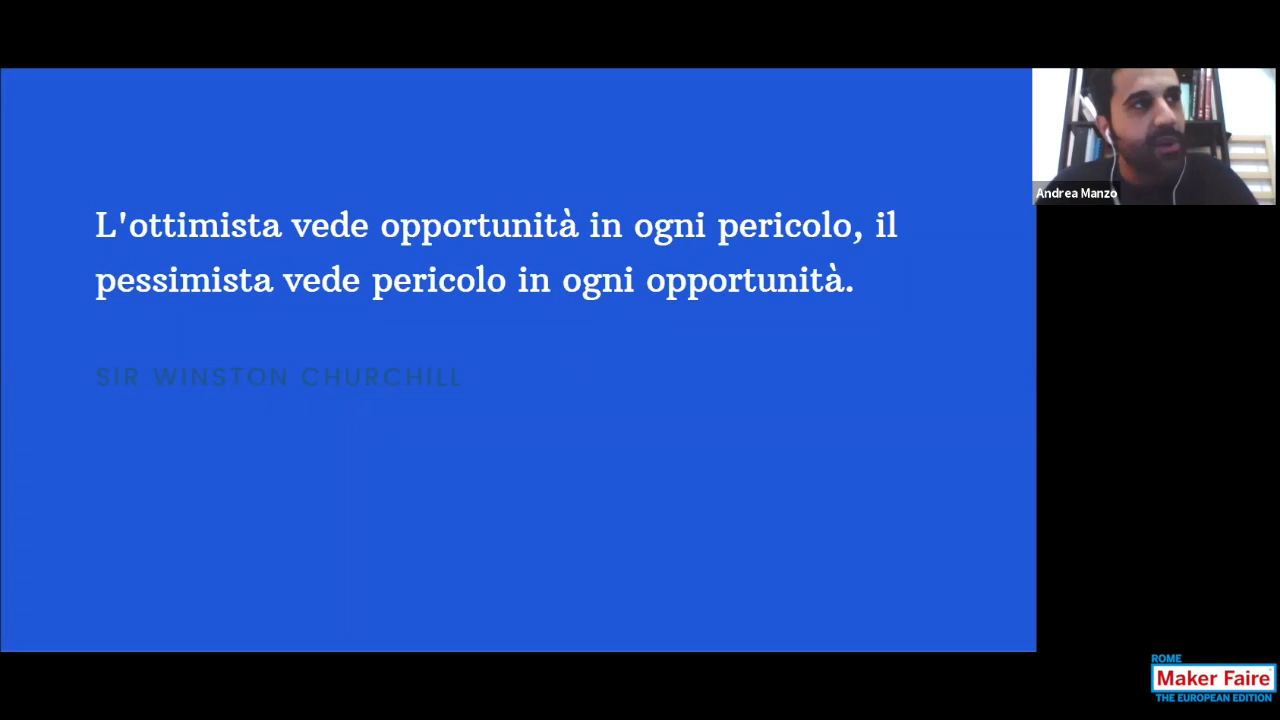 L'ottimista vede opportunità in ogni pericolo, il
pessimista vede pericolo in ogni opportunità.
SIR WINSTON CHURCHILL
Andrea Manzo
ROME
Maker Faire
THE EUROPEAN EDITION